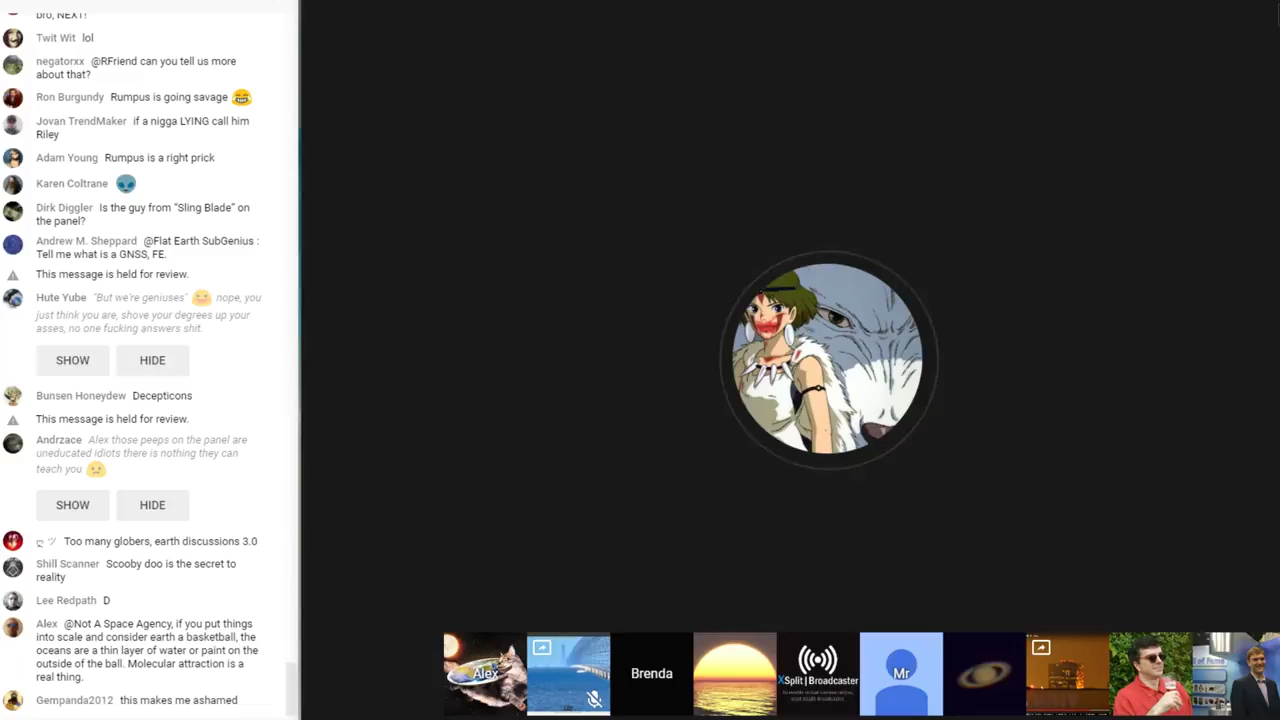 bro, NEXT!
Twit Wit lol
negatorxx @RFriend can you tell us more
about that?
Ron Burgundy Rumpus is going savage
Jovan TrendMaker if a nigga LYING call him
Riley
Adam Young Rumpus is a right prick
Karen Coltrane
Dirk Diggler Is the guy from “Sling Blade” on
the panel?
Andrew M. Sheppard @Flat Earth SubGenius :
Tell me what is a GNSS, FE.
This message is held for review.
Hute Yube "But we're geniuses" nope, you
just think you are, shove your degrees up your
asses, no one fucking answers shit.
SHOW HIDE
Bunsen Honeydew Decepticons
This message is held for review.
Andrzace Alex those peeps on the panel are
uneducated idiots there is nothing they can
teach you
SHOW HIDE
ღ ツ Too many globers, earth discussions 3.0
Shill Scanner Scooby doo is the secret to
reality
Lee Redpath D
Alex @Not A Space Agency, if you put things
into scale and consider earth a basketball, the
oceans are a thin layer of water or paint on the
outside of the ball. Molecular attraction is a
real thing.
Gempanda2012 this makes me ashamed
Alex
Brenda
XSplit | Broadcaster
Mr